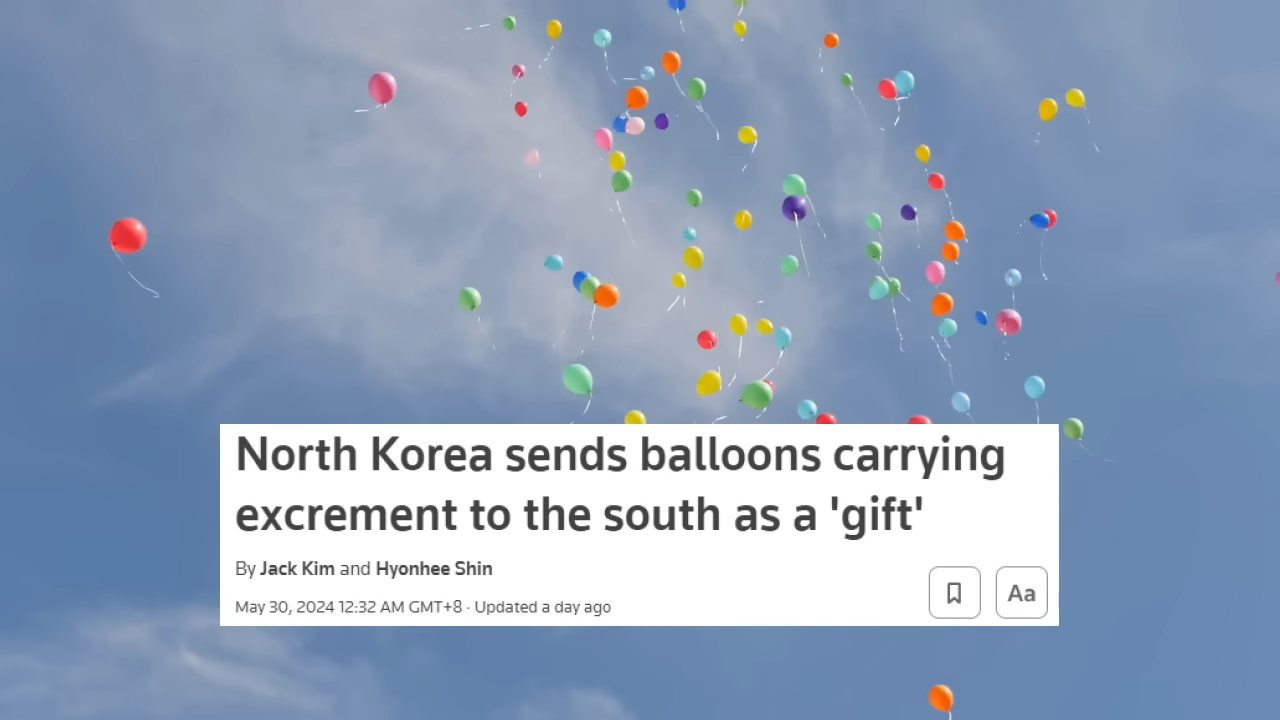 North Korea sends balloons carrying
excrement to the south as a 'gift'
By Jack Kim and Hyonhee Shin
May 30, 2024 12:32 AM GMT+8 · Updated a day ago
Aa